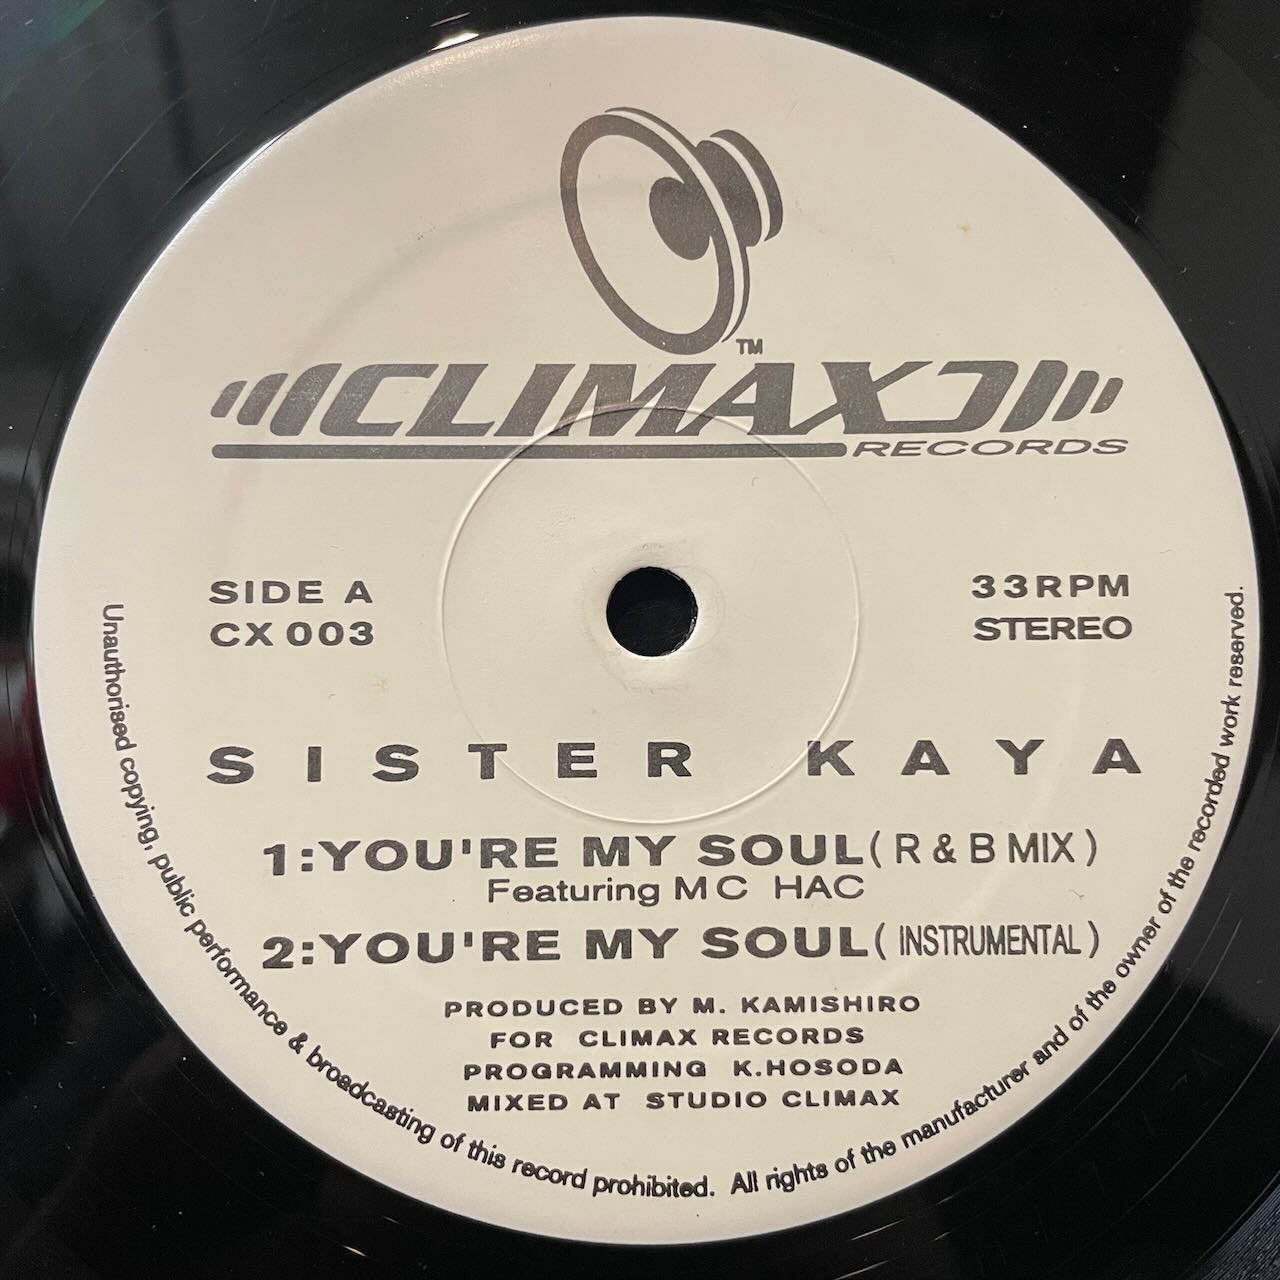 TM
CLIMAX
RECORDS
SIDE A
CX 003
33RPM
STEREO
SISTER KAYA
1:YOU'RE MY SOUL(R & B MIX)
Featuring MC HAC
2:YOU'RE MY SOUL(INSTRUMENTAL)
PRODUCED BY M. KAMISHIRO
FOR CLIMAX RECORDS
PROGRAMMING K.HOSODA
MIXED AT STUDIO CLIMAX
Unauthorised copying, public performance & broadcasting of this record prohibited. All rights of the manufacturer and of the owner of the recorded work reserved.